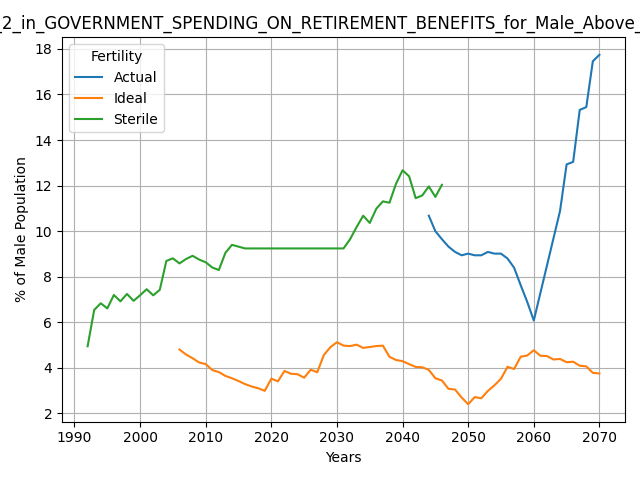 _2_in_GOVERNMENT_SPENDING_ON_RETIREMENT_BENEFITS_for_Male_Above_
Fertility
Actual
Ideal
Sterile
% of Male Population
18
16
14
12
10
8
6
4
2
1990 2000 2010 2020 2030 2040 2050 2060 2070
Years